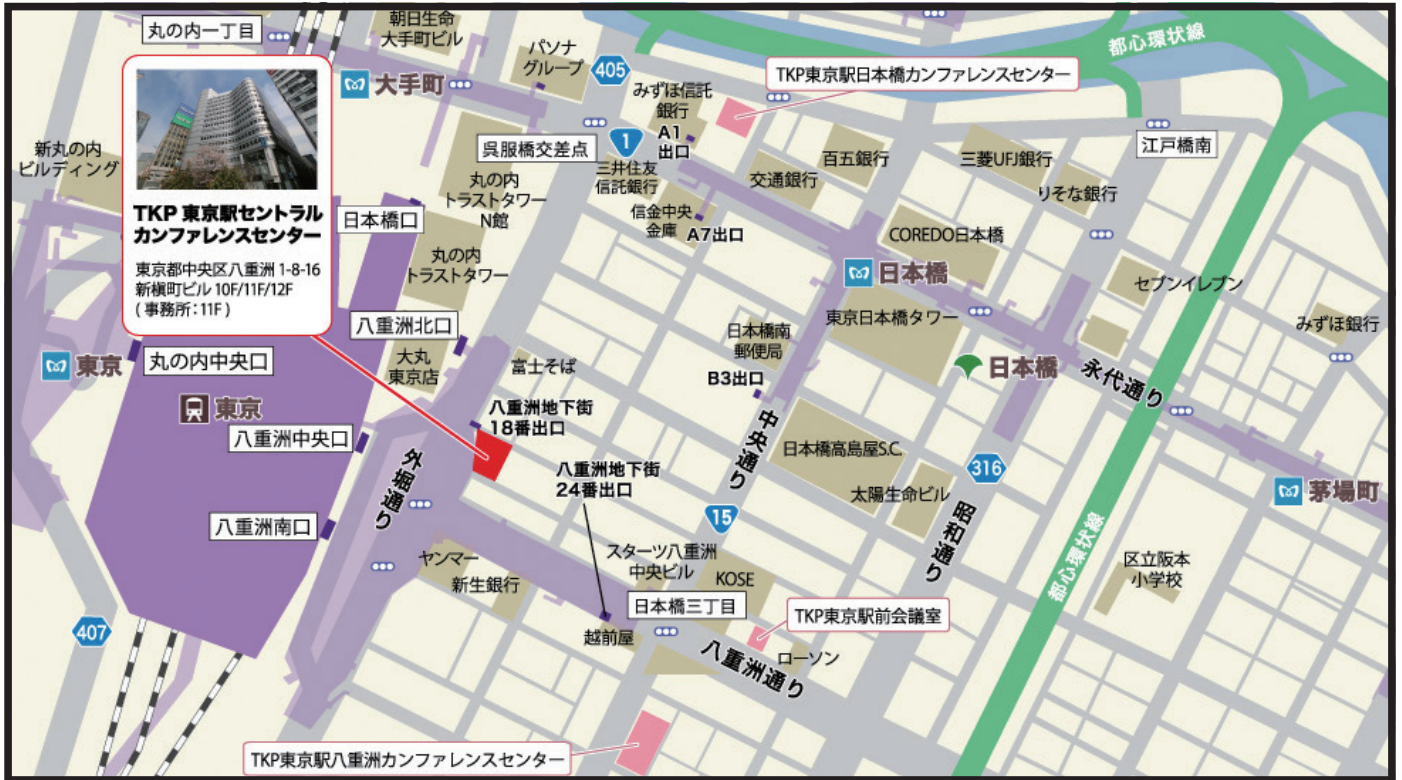 丸の内一丁目
朝日生命
大手町ビル
パソナ
グループ
405
都心環状線
大手町
みずほ信託
銀行
TKP東京駅日本橋カンファレンスセンター
A1
出口
1
呉服橋交差点
江戸橋南
新丸の内
ビルディング
三井住友
信託銀行
百五銀行
三菱UFJ銀行
交通銀行
りそな銀行
丸の内
トラストタワー
N館
TKP 東京駅セントラル
カンファレンスセンター
東京都中央区八重洲 1-8-16
新槇町ビル 10F/11F/12F
( 事務所：11F )
日本橋口
信金中央
金庫
A7出口
COREDO日本橋
丸の内
トラストタワー
日本橋
セブンイレブン
八重洲北口
東京日本橋タワー
みずほ銀行
日本橋南
郵便局
東京
丸の内中央口
大丸
東京店
富士そば
日本橋
永代通り
B3出口
東京
八重洲地下街
18番出口
八重洲中央口
中央通り
日本橋高島屋S.C.
外堀通り
八重洲地下街
24番出口
316
太陽生命ビル
茅場町
八重洲南口
15
昭和通り
都心環状線
ヤンマー
スターツ八重洲
中央ビル
区立阪本
小学校
新生銀行
KOSE
日本橋三丁目
TKP東京駅前会議室
407
越前屋
八重洲通り
ローソン
TKP東京駅八重洲カンファレンスセンター